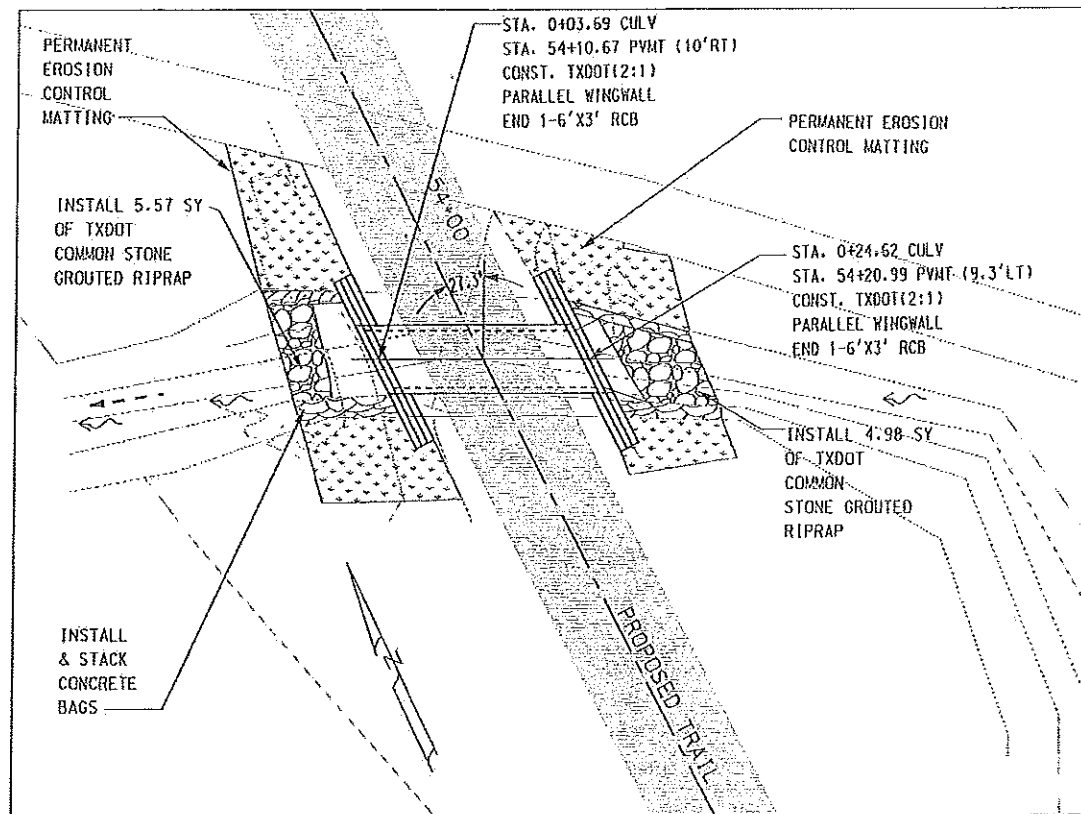 PERMANENT
EROSION
CONTROL
MATTING
STA. 0+03.69 CULV
STA. 54+10.67 PVMT (10'RT)
CONST. TXDOT(2:1)
PARALLEL WINGWALL
END 1-6'X3' RCB
PERMANENT EROSION
CONTROL MATTING
INSTALL 5.57 SY
OF TXDOT
COMMON STONE
GROUTED RIPRAP
54+00
27.3°
STA. 0+24.62 CULV
STA. 54+20.99 PVMT (9.3'LT)
CONST. TXDOT(2:1)
PARALLEL WINGWALL
END 1-6'X3' RCB
INSTALL 4.98 SY
OF TXDOT
COMMON
STONE GROUTED
RIPRAP
INSTALL
& STACK
CONCRETE
BAGS
N
PROPOSED TRAIL